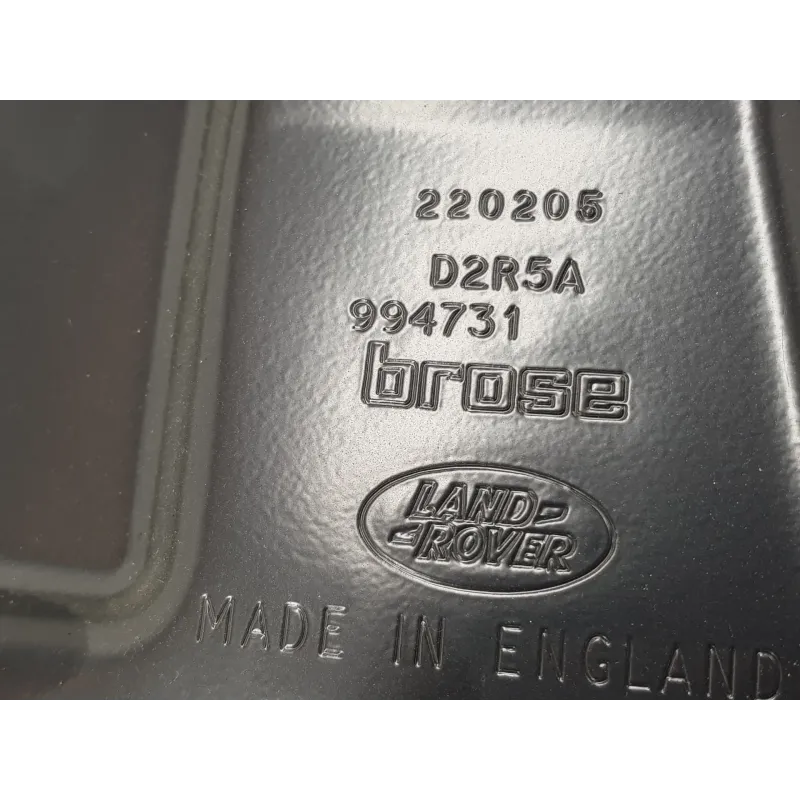 220205
D2R5A
994731
brose
LAND-
-ROVER
MADE IN ENGLAND